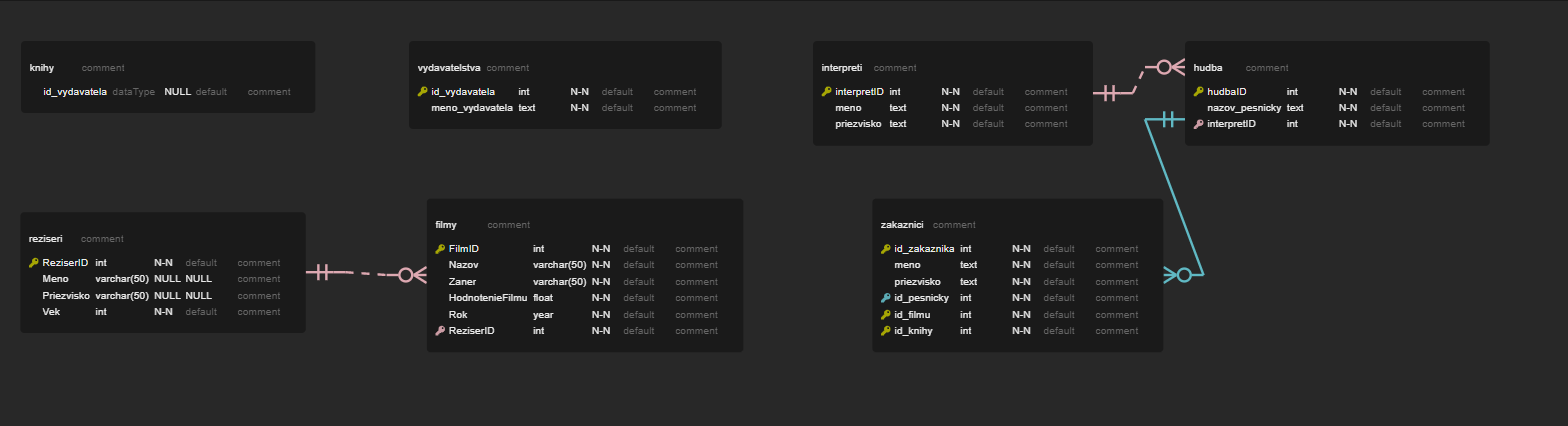 knihy comment
id_vydavatela dataType NULL default comment
vydavatelstva comment
id_vydavatela int N-N default comment
meno_vydavatela text N-N default comment
interpreti comment
interpretID int N-N default comment
meno text N-N default comment
priezvisko text N-N default comment
hudba comment
hudbaID int N-N default comment
nazov_pesnicky text N-N default comment
interpretID int N-N default comment
reziseri comment
ReziserID int N-N default comment
Meno varchar(50) NULL NULL comment
Priezvisko varchar(50) NULL NULL comment
Vek int N-N default comment
filmy comment
FilmID int N-N default comment
Nazov varchar(50) N-N default comment
Zaner varchar(50) N-N default comment
HodnotenieFilmu float N-N default comment
Rok year N-N default comment
ReziserID int N-N default comment
zakaznici comment
id_zakaznika int N-N default comment
meno text N-N default comment
priezvisko text N-N default comment
id_pesnicky int N-N default comment
id_filmu int N-N default comment
id_knihy int N-N default comment